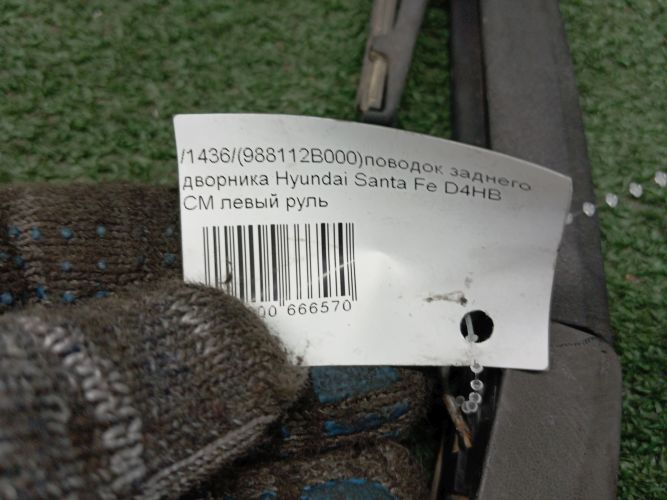 /1436/(988112B000)поводок заднего
дворника Hyundai Santa Fe D4HB
CM левый руль
00 666570